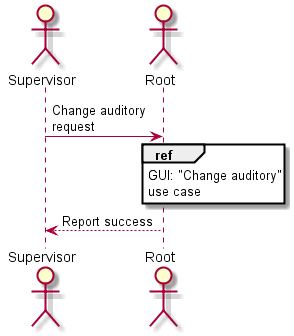 Supervisor Root
Change auditory
request
ref
GUI: "Change auditory"
use case
Report success
Supervisor Root